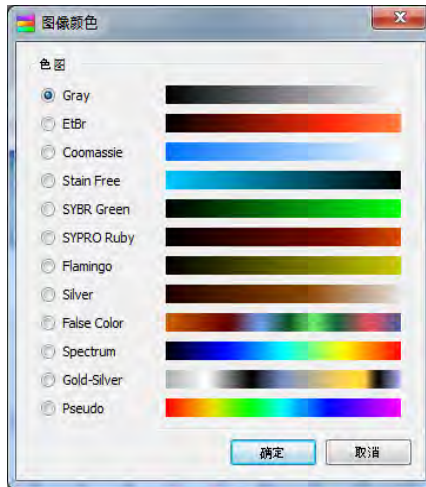 图像颜色
色图
Gray
EtBr
Coomassie
Stain Free
SYBR Green
SYPRO Ruby
Flamingo
Silver
False Color
Spectrum
Gold-Silver
Pseudo
确定 取消